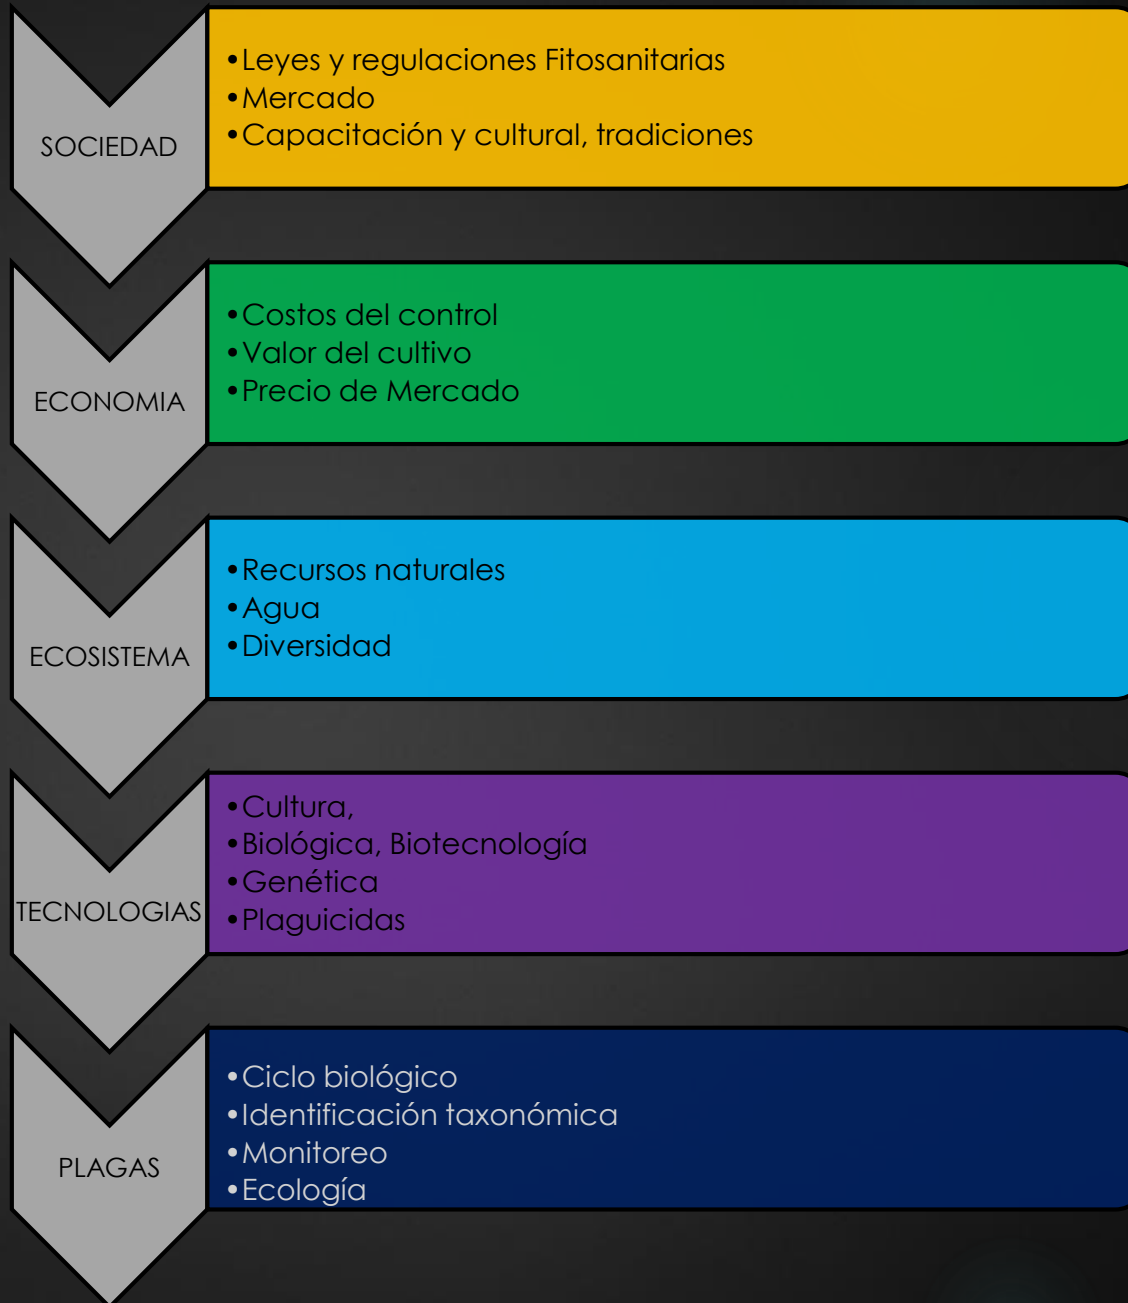 SOCIEDAD
•Leyes y regulaciones Fitosanitarias
•Mercado
•Capacitación y cultural, tradiciones
ECONOMIA
•Costos del control
•Valor del cultivo
•Precio de Mercado
ECOSISTEMA
•Recursos naturales
•Agua
•Diversidad
TECNOLOGIAS
•Cultura,
•Biológica, Biotecnología
•Genética
•Plaguicidas
PLAGAS
•Ciclo biológico
•Identificación taxonómica
•Monitoreo
•Ecología